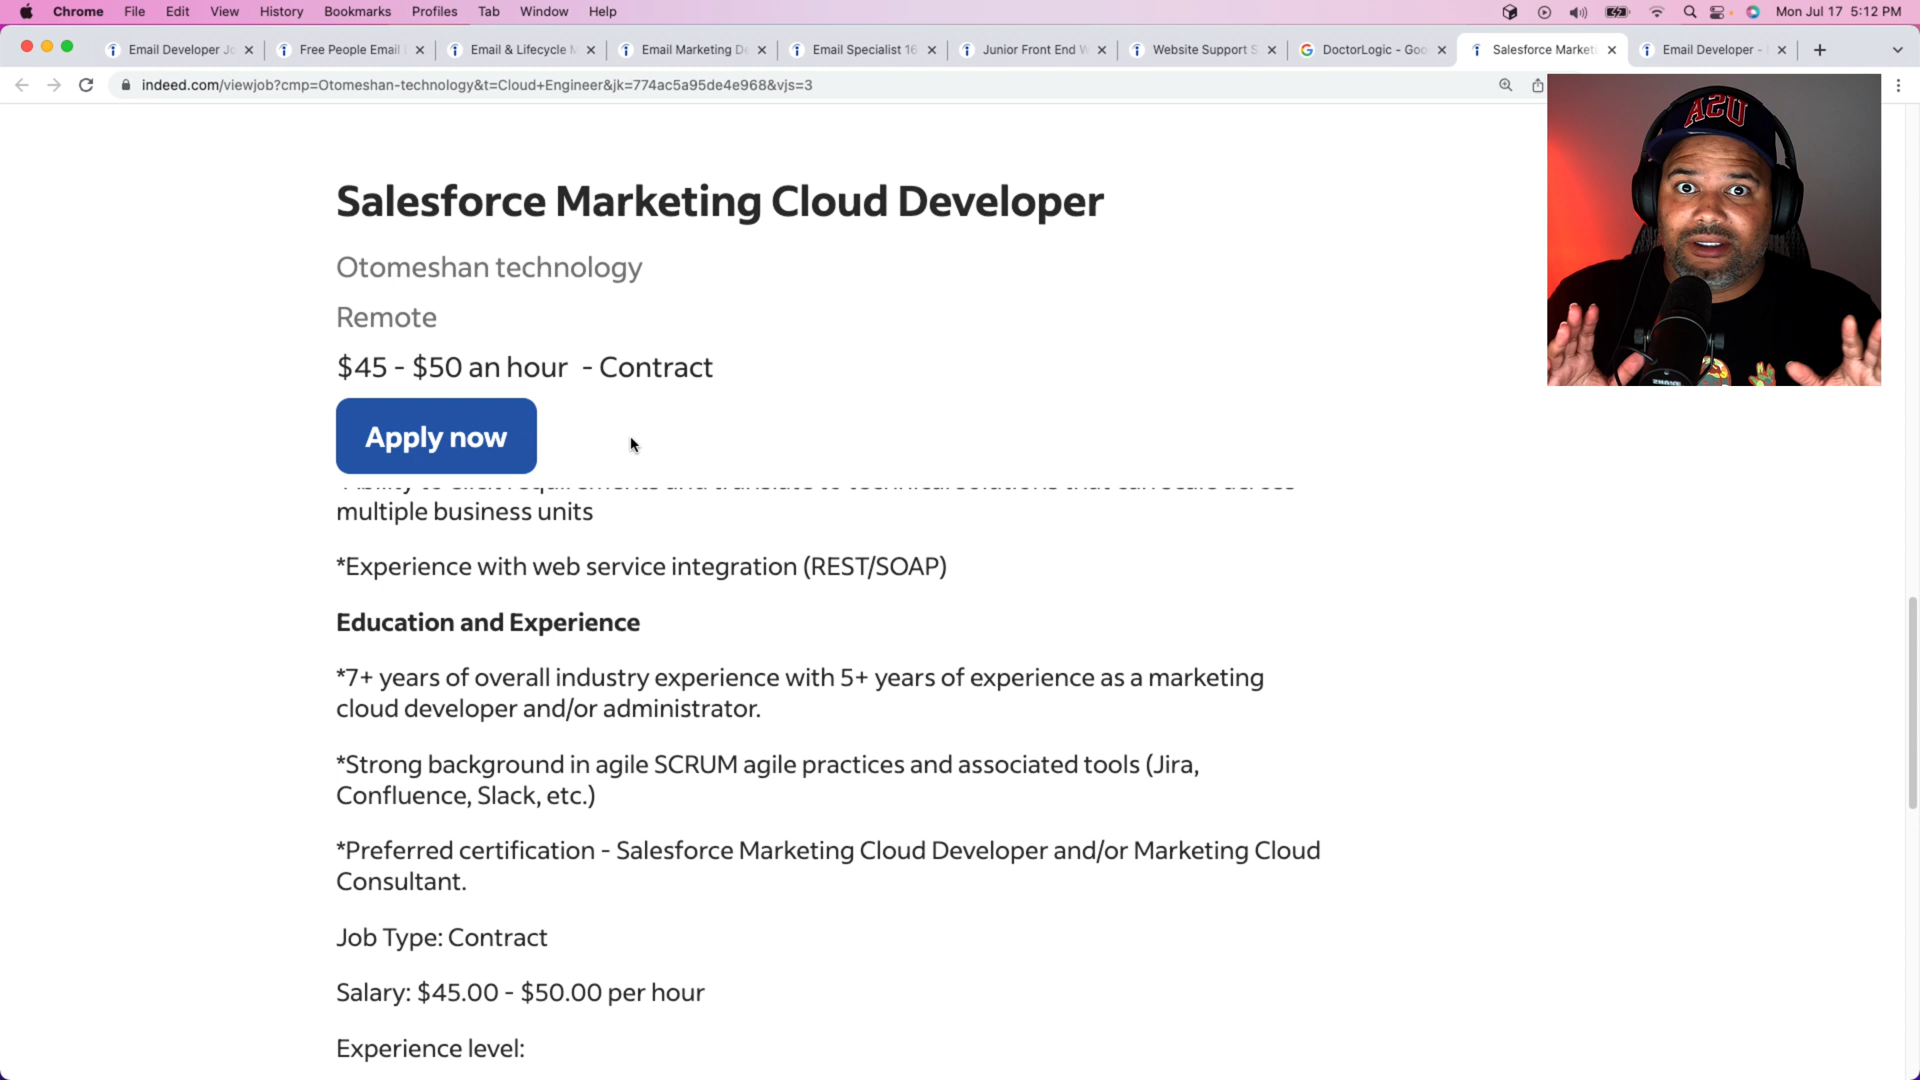 Chrome File Edit View History Bookmarks Profiles Tab Window Help Mon Jul 17 5:12 PM
Email Developer Jo Free People Email Email & Lifecycle M Email Marketing De Email Specialist 16 Junior Front End W Website Support S DoctorLogic - Goo Salesforce Market Email Developer -
indeed.com/viewjob?cmp=Otomeshan-technology&t=Cloud+Engineer&jk=774ac5a95de4e968&vjs=3
USA
Salesforce Marketing Cloud Developer
Otomeshan technology
Remote
$45 - $50 an hour - Contract
Apply now
multiple business units
*Experience with web service integration (REST/SOAP)
Education and Experience
*7+ years of overall industry experience with 5+ years of experience as a marketing
cloud developer and/or administrator.
*Strong background in agile SCRUM agile practices and associated tools (Jira,
Confluence, Slack, etc.)
*Preferred certification - Salesforce Marketing Cloud Developer and/or Marketing Cloud
Consultant.
Job Type: Contract
Salary: $45.00 - $50.00 per hour
Experience level: